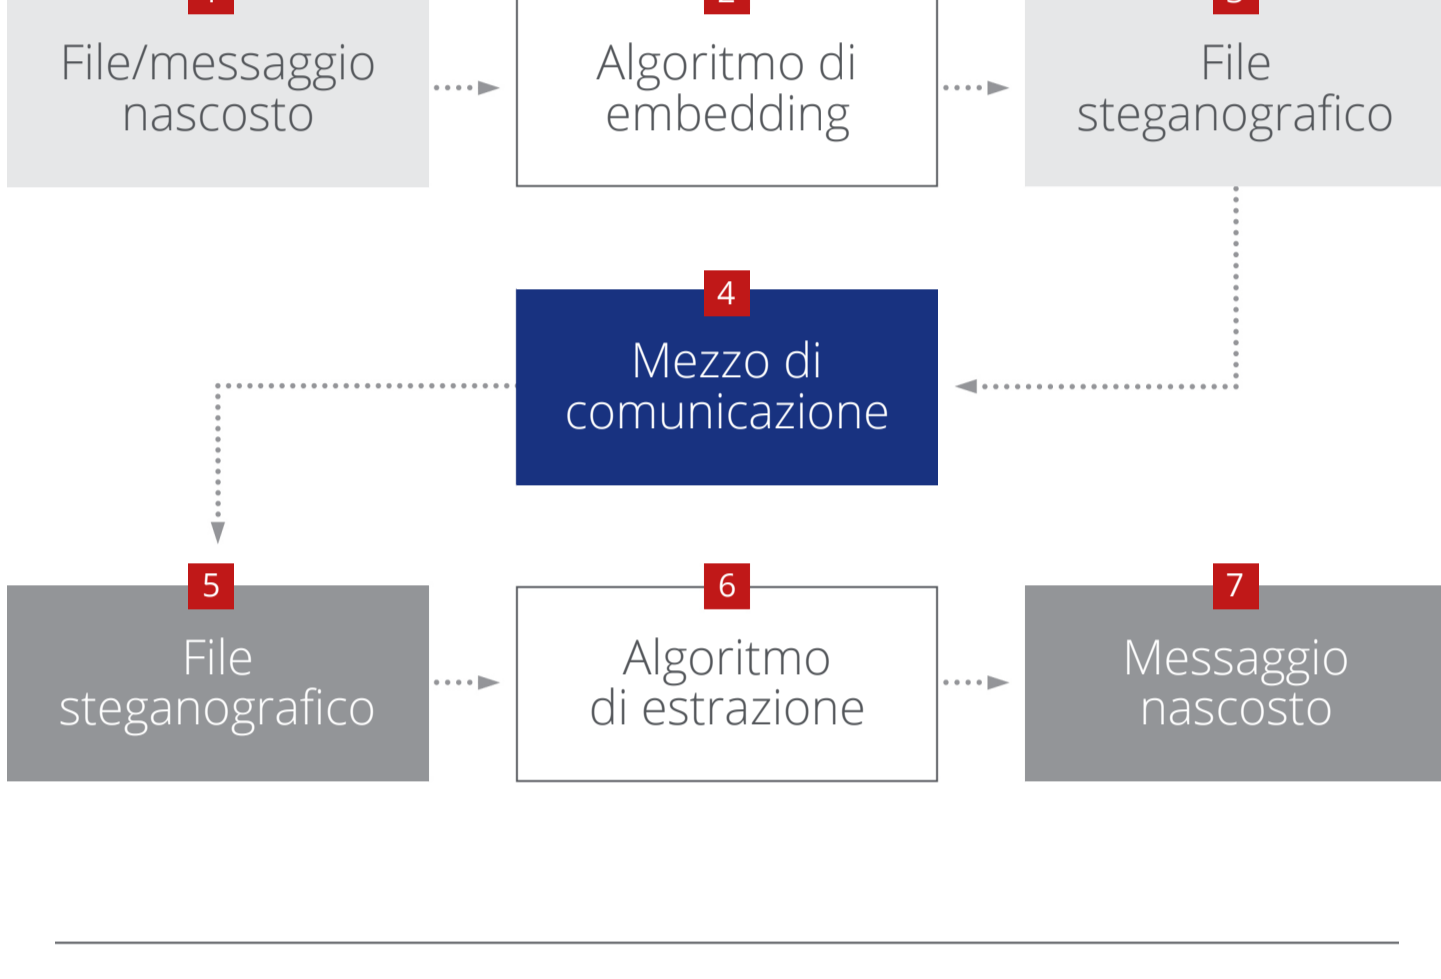 File/messaggio
nascosto
Algoritmo di
embedding
File
steganografico
4
Mezzo di
comunicazione
5
File
steganografico
6
Algoritmo
di estrazione
7
Messaggio
nascosto